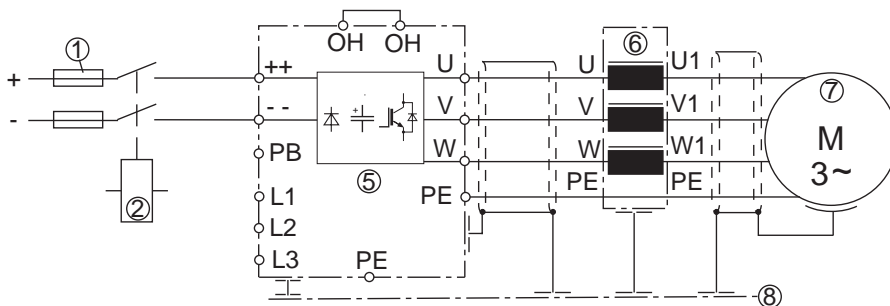 OH OH
①
++ U U ⑥ U1
+
-- V V V1 ⑦
-
M
PB W W W1 3~
⑤
L1 PE PE PE
②
L2
L3 PE
⑧
+